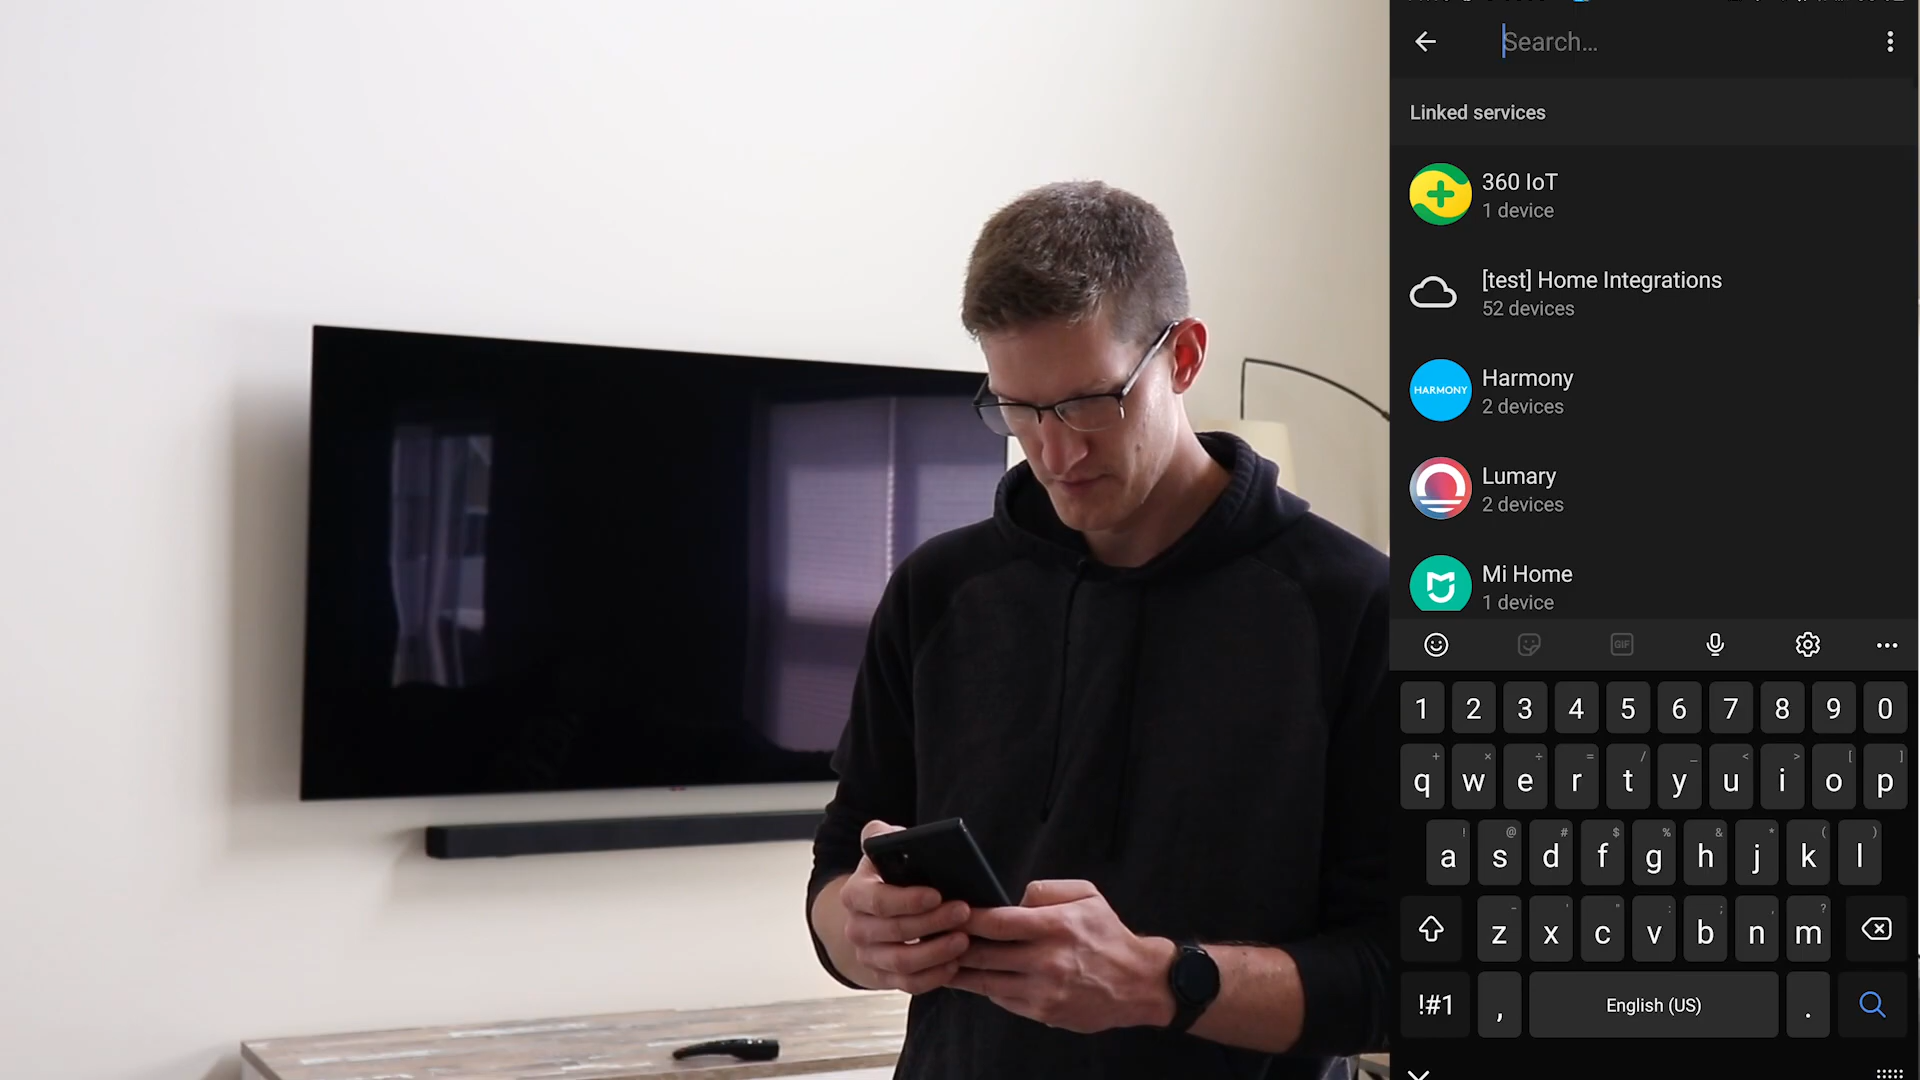 Search...
Linked services
360 IoT
1 device
[test] Home Integrations
52 devices
HARMONY
Harmony
2 devices
Lumary
2 devices
Mi Home
1 device
GIF
1 2 3 4 5 6 7 8 9 0
+ × ÷ = / _ < > [ ]
q w e r t y u i o p
! @ # $ % & * ( )
a s d f g h j k l
- ' " : ; , ?
z x c v b n m
!#1 , English (US) .